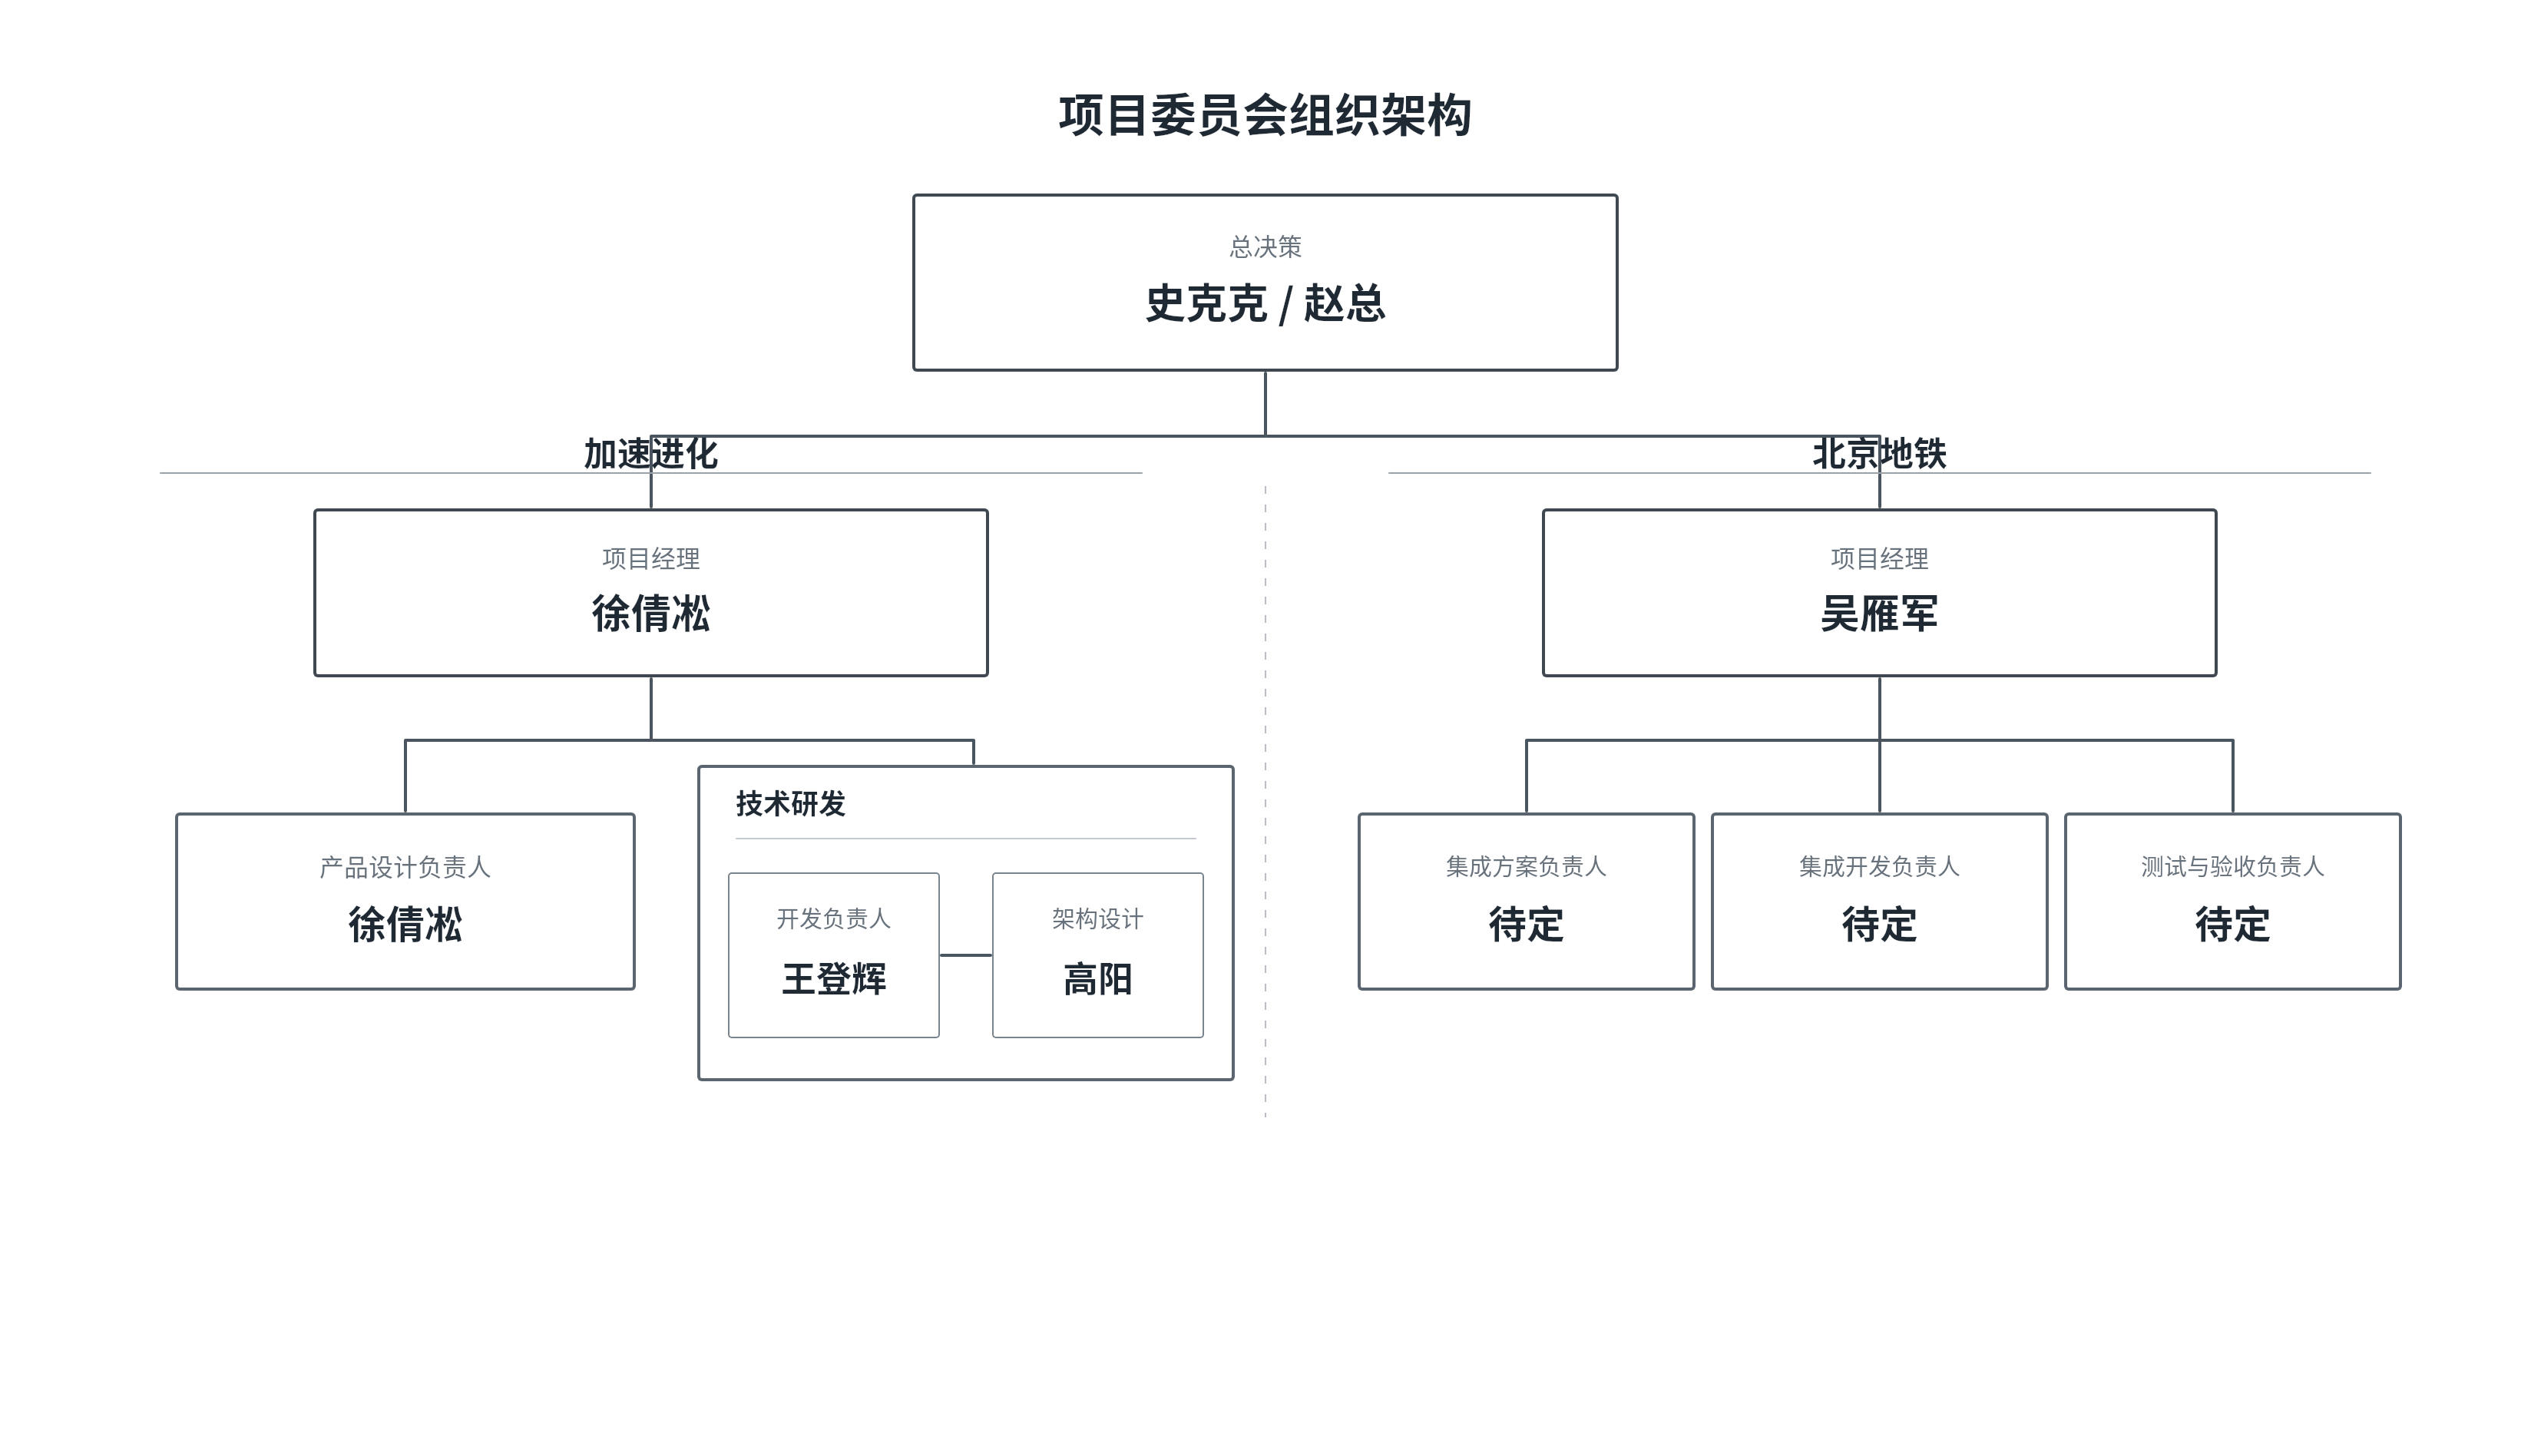 项目委员会组织架构
总决策
史克克 / 赵总
加速进化
北京地铁
项目经理
徐倩凇
项目经理
吴雁军
产品设计负责人
徐倩凇
技术研发
开发负责人
王登辉
架构设计
高阳
集成方案负责人
待定
集成开发负责人
待定
测试与验收负责人
待定